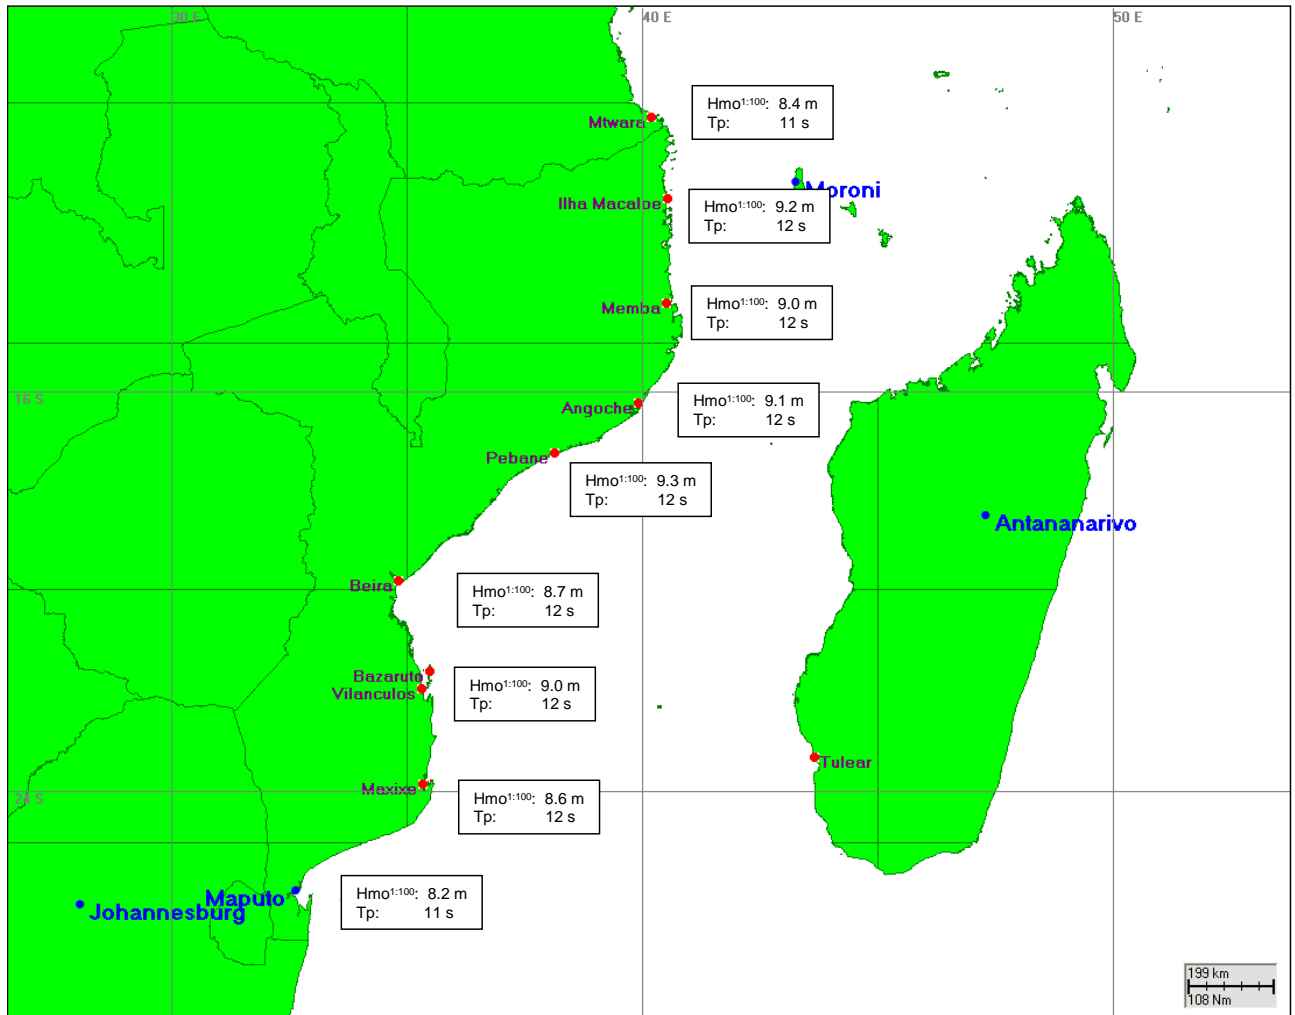 30 E
40 E
50 E
Mtwara
Hmo1:100: 8.4 m
Tp: 11 s
Moroni
Ilha Macaloe
Hmo1:100: 9.2 m
Tp: 12 s
Memba
Hmo1:100: 9.0 m
Tp: 12 s
16 S
Angoche
Hmo1:100: 9.1 m
Tp: 12 s
Pebane
Hmo1:100: 9.3 m
Tp: 12 s
Antananarivo
Beira
Hmo1:100: 8.7 m
Tp: 12 s
Bazaruto
Vilanculos
Hmo1:100: 9.0 m
Tp: 12 s
Tulear
Maxixe
24 S
Hmo1:100: 8.6 m
Tp: 12 s
Maputo
Johannesburg
Hmo1:100: 8.2 m
Tp: 11 s
199 km
108 Nm